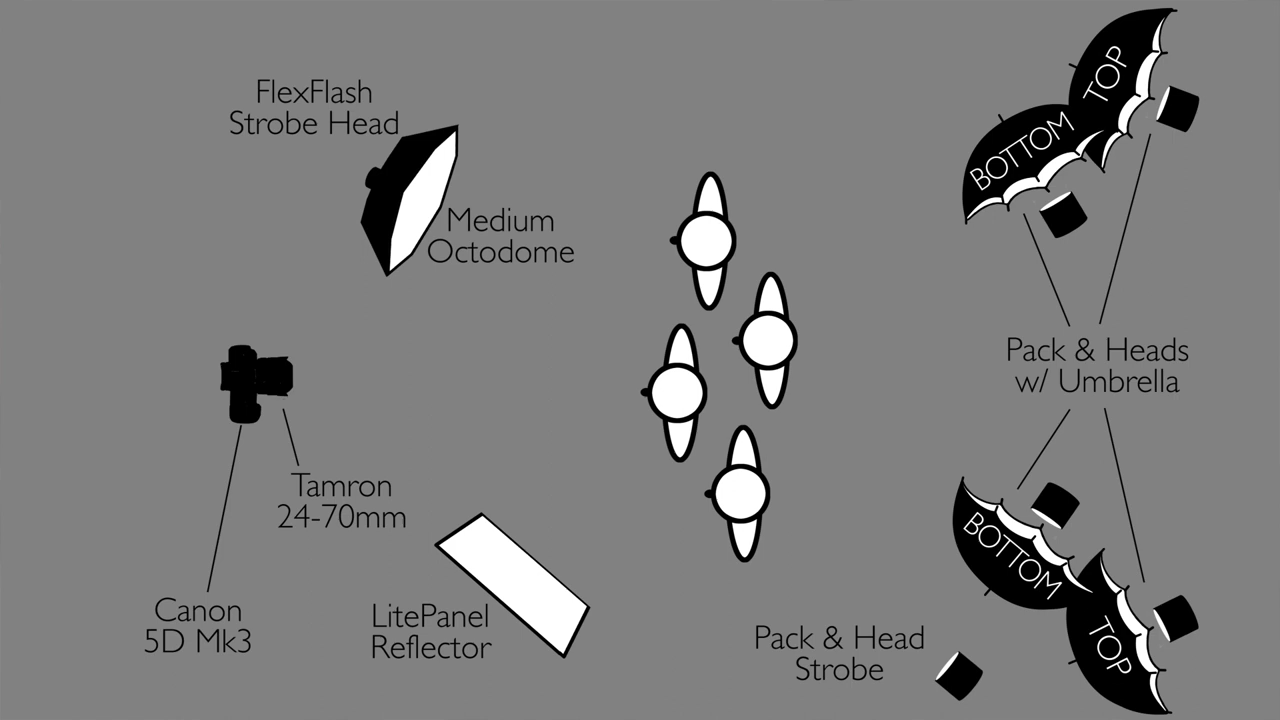 FlexFlash
Strobe Head
TOP
BOTTOM
Medium
Octodome
Pack & Heads
w/ Umbrella
Tamron
24-70mm
BOTTOM
Canon
5D Mk3
LitePanel
Reflector
Pack & Head
Strobe
TOP